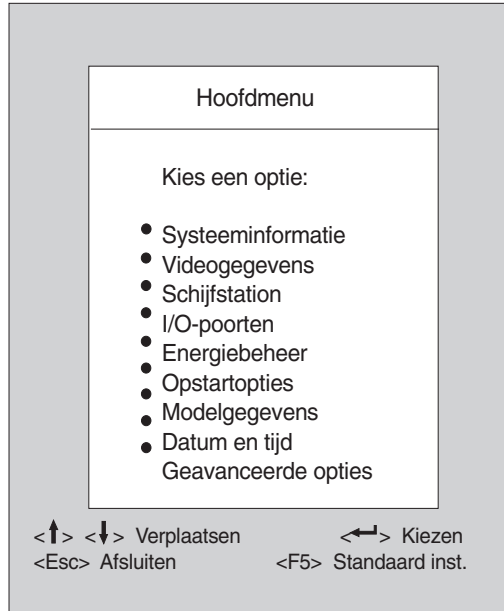 Hoofdmenu
Kies een optie:
● Systeeminformatie
● Videogegevens
● Schijfstation
● I/O-poorten
● Energiebeheer
● Opstartopties
● Modelgegevens
● Datum en tijd
Geavanceerde opties
<↑> <↓> Verplaatsen <↵> Kiezen
<Esc> Afsluiten <F5> Standaard inst.